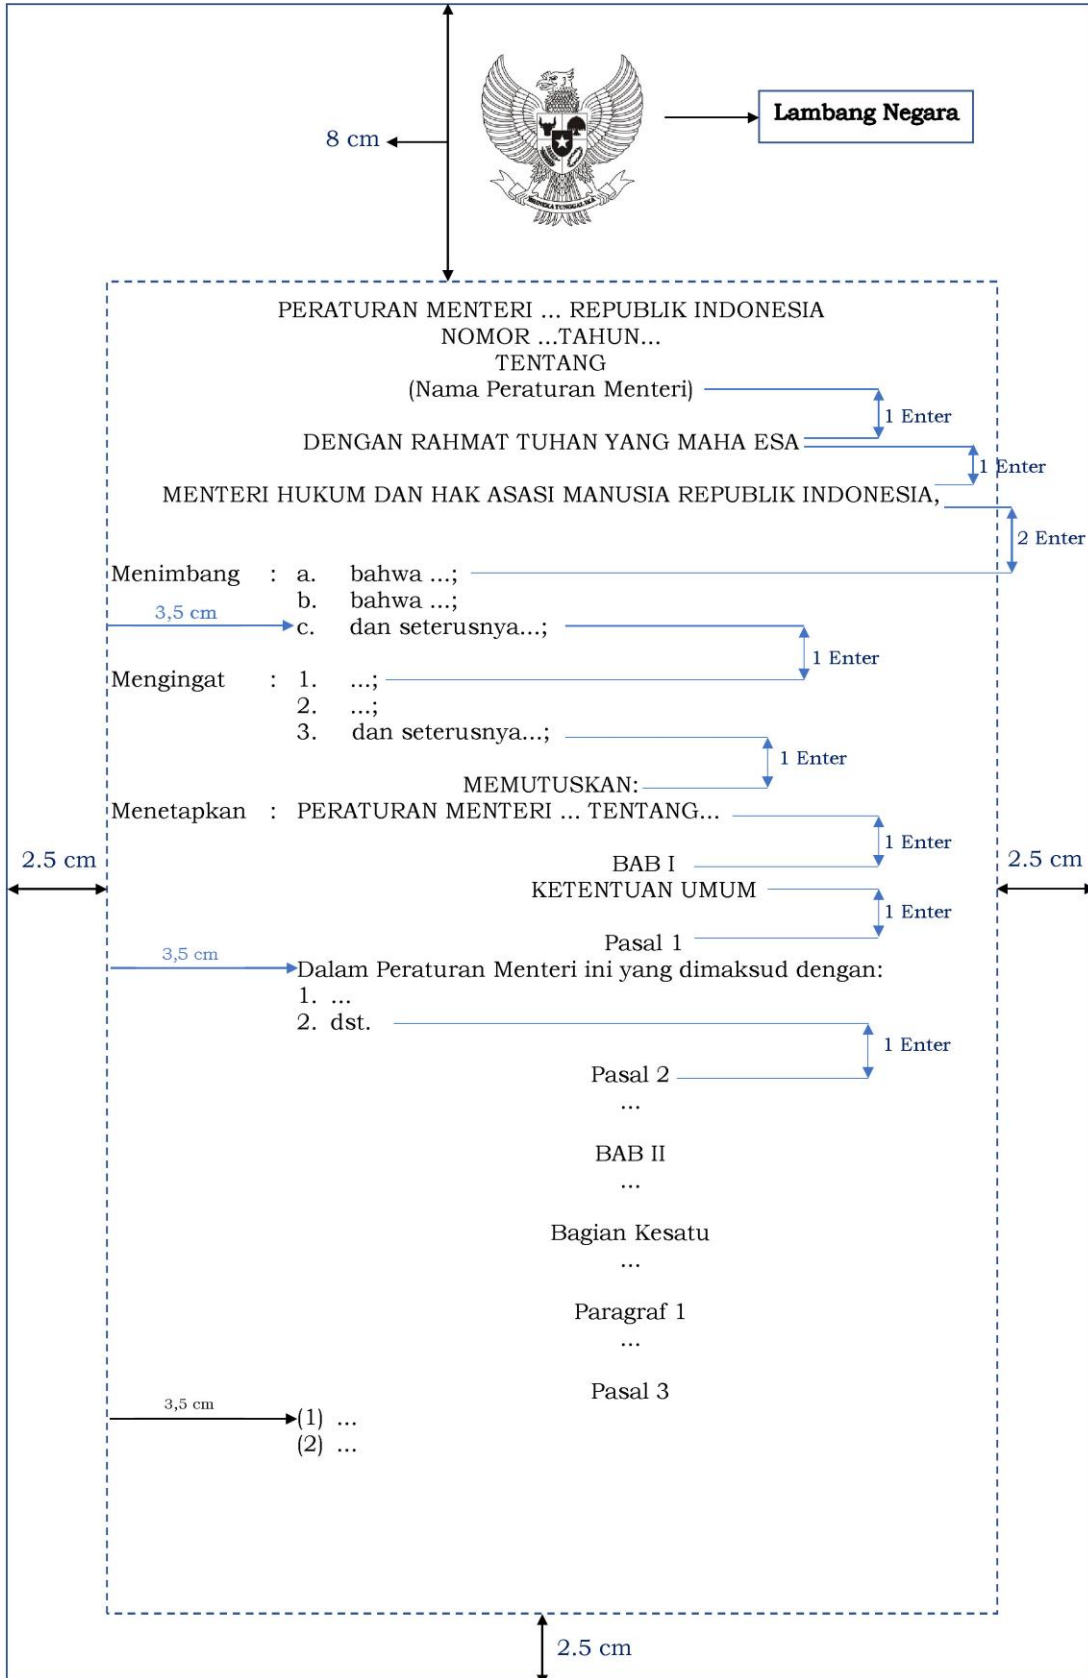 Lambang Negara
8 cm
BHINNEKA TUNGGAL IKA
PERATURAN MENTERI ... REPUBLIK INDONESIA
NOMOR ...TAHUN...
TENTANG
(Nama Peraturan Menteri)
1 Enter
DENGAN RAHMAT TUHAN YANG MAHA ESA
1 Enter
MENTERI HUKUM DAN HAK ASASI MANUSIA REPUBLIK INDONESIA,
2 Enter
Menimbang : a. bahwa ...;
b. bahwa ...;
3,5 cm
c. dan seterusnya...;
1 Enter
Mengingat : 1. ...;
2. ...;
3. dan seterusnya...;
1 Enter
MEMUTUSKAN:
Menetapkan : PERATURAN MENTERI ... TENTANG...
1 Enter
2.5 cm
BAB I
2.5 cm
KETENTUAN UMUM
1 Enter
Pasal 1
3,5 cm
Dalam Peraturan Menteri ini yang dimaksud dengan:
1. ...
2. dst.
1 Enter
Pasal 2
...
BAB II
...
Bagian Kesatu
...
Paragraf 1
...
Pasal 3
3,5 cm
(1) ...
(2) ...
2.5 cm